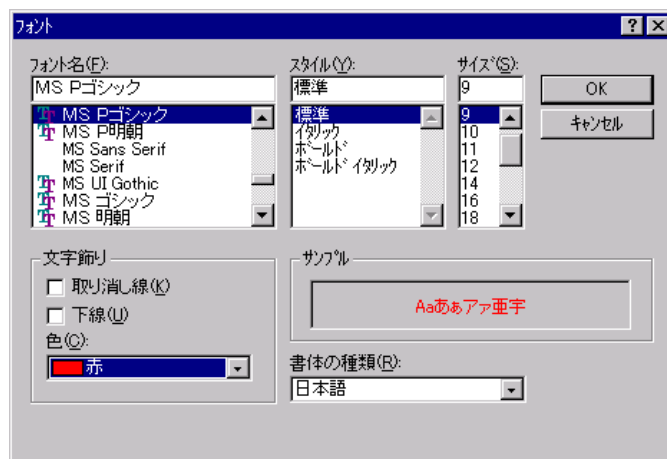 フォント
フォント名(F):
MS Pゴシック
MS Pゴシック
MS P明朝
MS Sans Serif
MS Serif
MS UI Gothic
MS ゴシック
MS 明朝
スタイル(Y):
標準
標準
イタリック
ボールド
ボールド イタリック
サイズ(S):
9
9
10
11
12
14
16
18
OK
キャンセル
文字飾り
取り消し線(K)
下線(U)
色(C):
赤
サンプル
Aaあぁアァ亜宇
書体の種類(R):
日本語